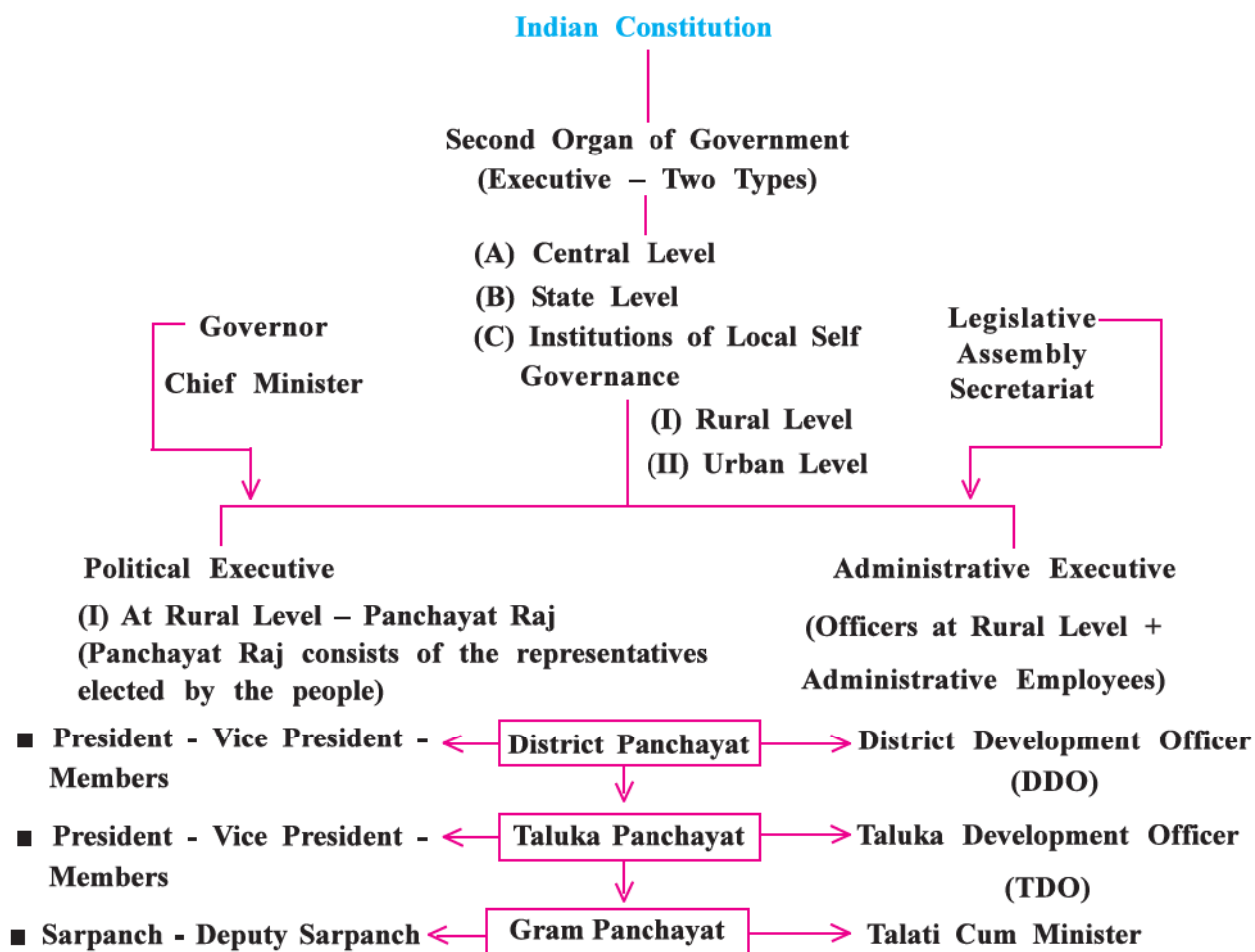 Indian Constitution
Second Organ of Government
(Executive – Two Types)
(A) Central Level
(B) State Level
(C) Institutions of Local Self
Governance
Governor
Chief Minister
Legislative
Assembly
Secretariat
(I) Rural Level
(II) Urban Level
Political Executive
(I) At Rural Level – Panchayat Raj
(Panchayat Raj consists of the representatives
elected by the people)
Administrative Executive
(Officers at Rural Level +
Administrative Employees)
■ President - Vice President -
Members
District Panchayat
District Development Officer
(DDO)
■ President - Vice President -
Members
Taluka Panchayat
Taluka Development Officer
(TDO)
■ Sarpanch - Deputy Sarpanch
Gram Panchayat
Talati Cum Minister